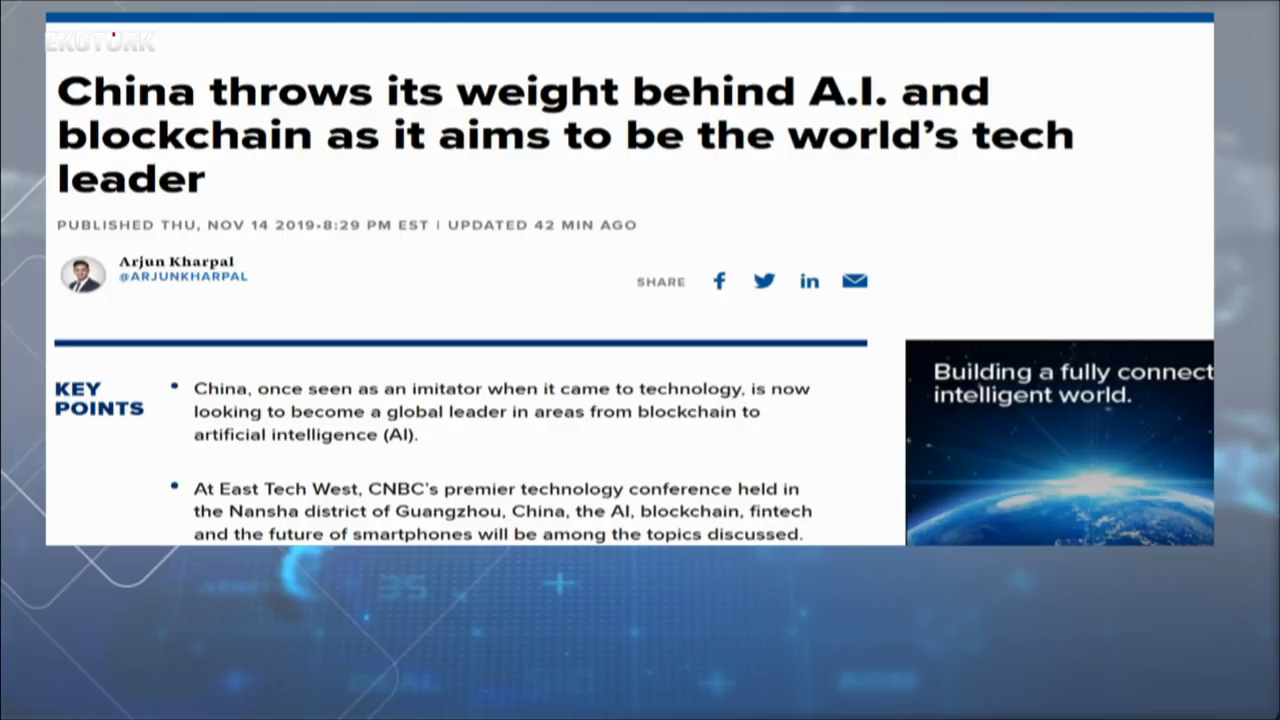 EKOTÜRK
China throws its weight behind A.I. and
blockchain as it aims to be the world's tech
leader
PUBLISHED THU, NOV 14 2019•8:29 PM EST | UPDATED 42 MIN AGO
Arjun Kharpal
@ARJUNKHARPAL
SHARE
KEY
POINTS
• China, once seen as an imitator when it came to technology, is now
looking to become a global leader in areas from blockchain to
artificial intelligence (AI).
• At East Tech West, CNBC's premier technology conference held in
the Nansha district of Guangzhou, China, the AI, blockchain, fintech
and the future of smartphones will be among the topics discussed.
Building a fully connect
intelligent world.
35